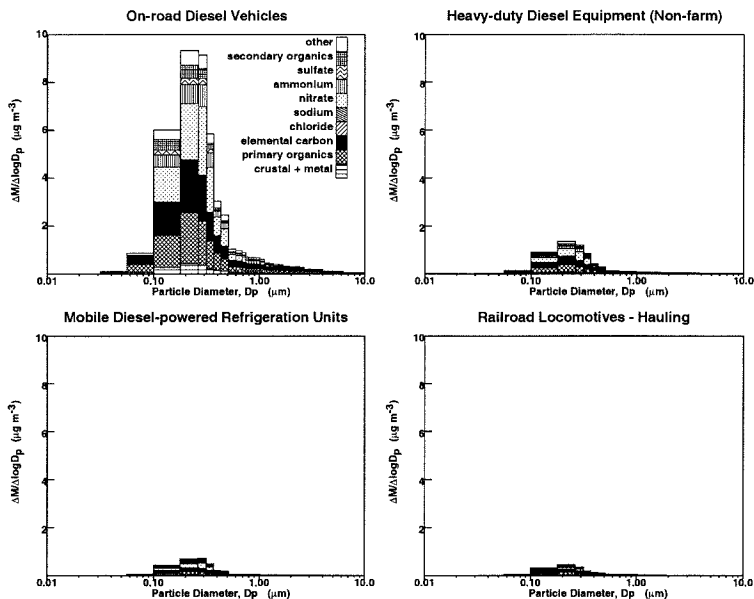 On-road Diesel Vehicles
10
8
6
4
2
0.01 0.10 1.00 10.0
ΔM/ΔlogDp (μg m-3)
Particle Diameter, Dp (μm)
other
secondary organics
sulfate
ammonium
nitrate
sodium
chloride
elemental carbon
primary organics
crustal + metal
Heavy-duty Diesel Equipment (Non-farm)
10
8
6
4
2
0.01 0.10 1.00 10.0
ΔM/ΔlogDp (μg m-3)
Particle Diameter, Dp (μm)
Mobile Diesel-powered Refrigeration Units
10
8
6
4
2
0.01 0.10 1.00 10.0
ΔM/ΔlogDp (μg m-3)
Particle Diameter, Dp (μm)
Railroad Locomotives - Hauling
10
8
6
4
2
0.01 0.10 1.00 10.0
ΔM/ΔlogDp (μg m-3)
Particle Diameter, Dp (μm)